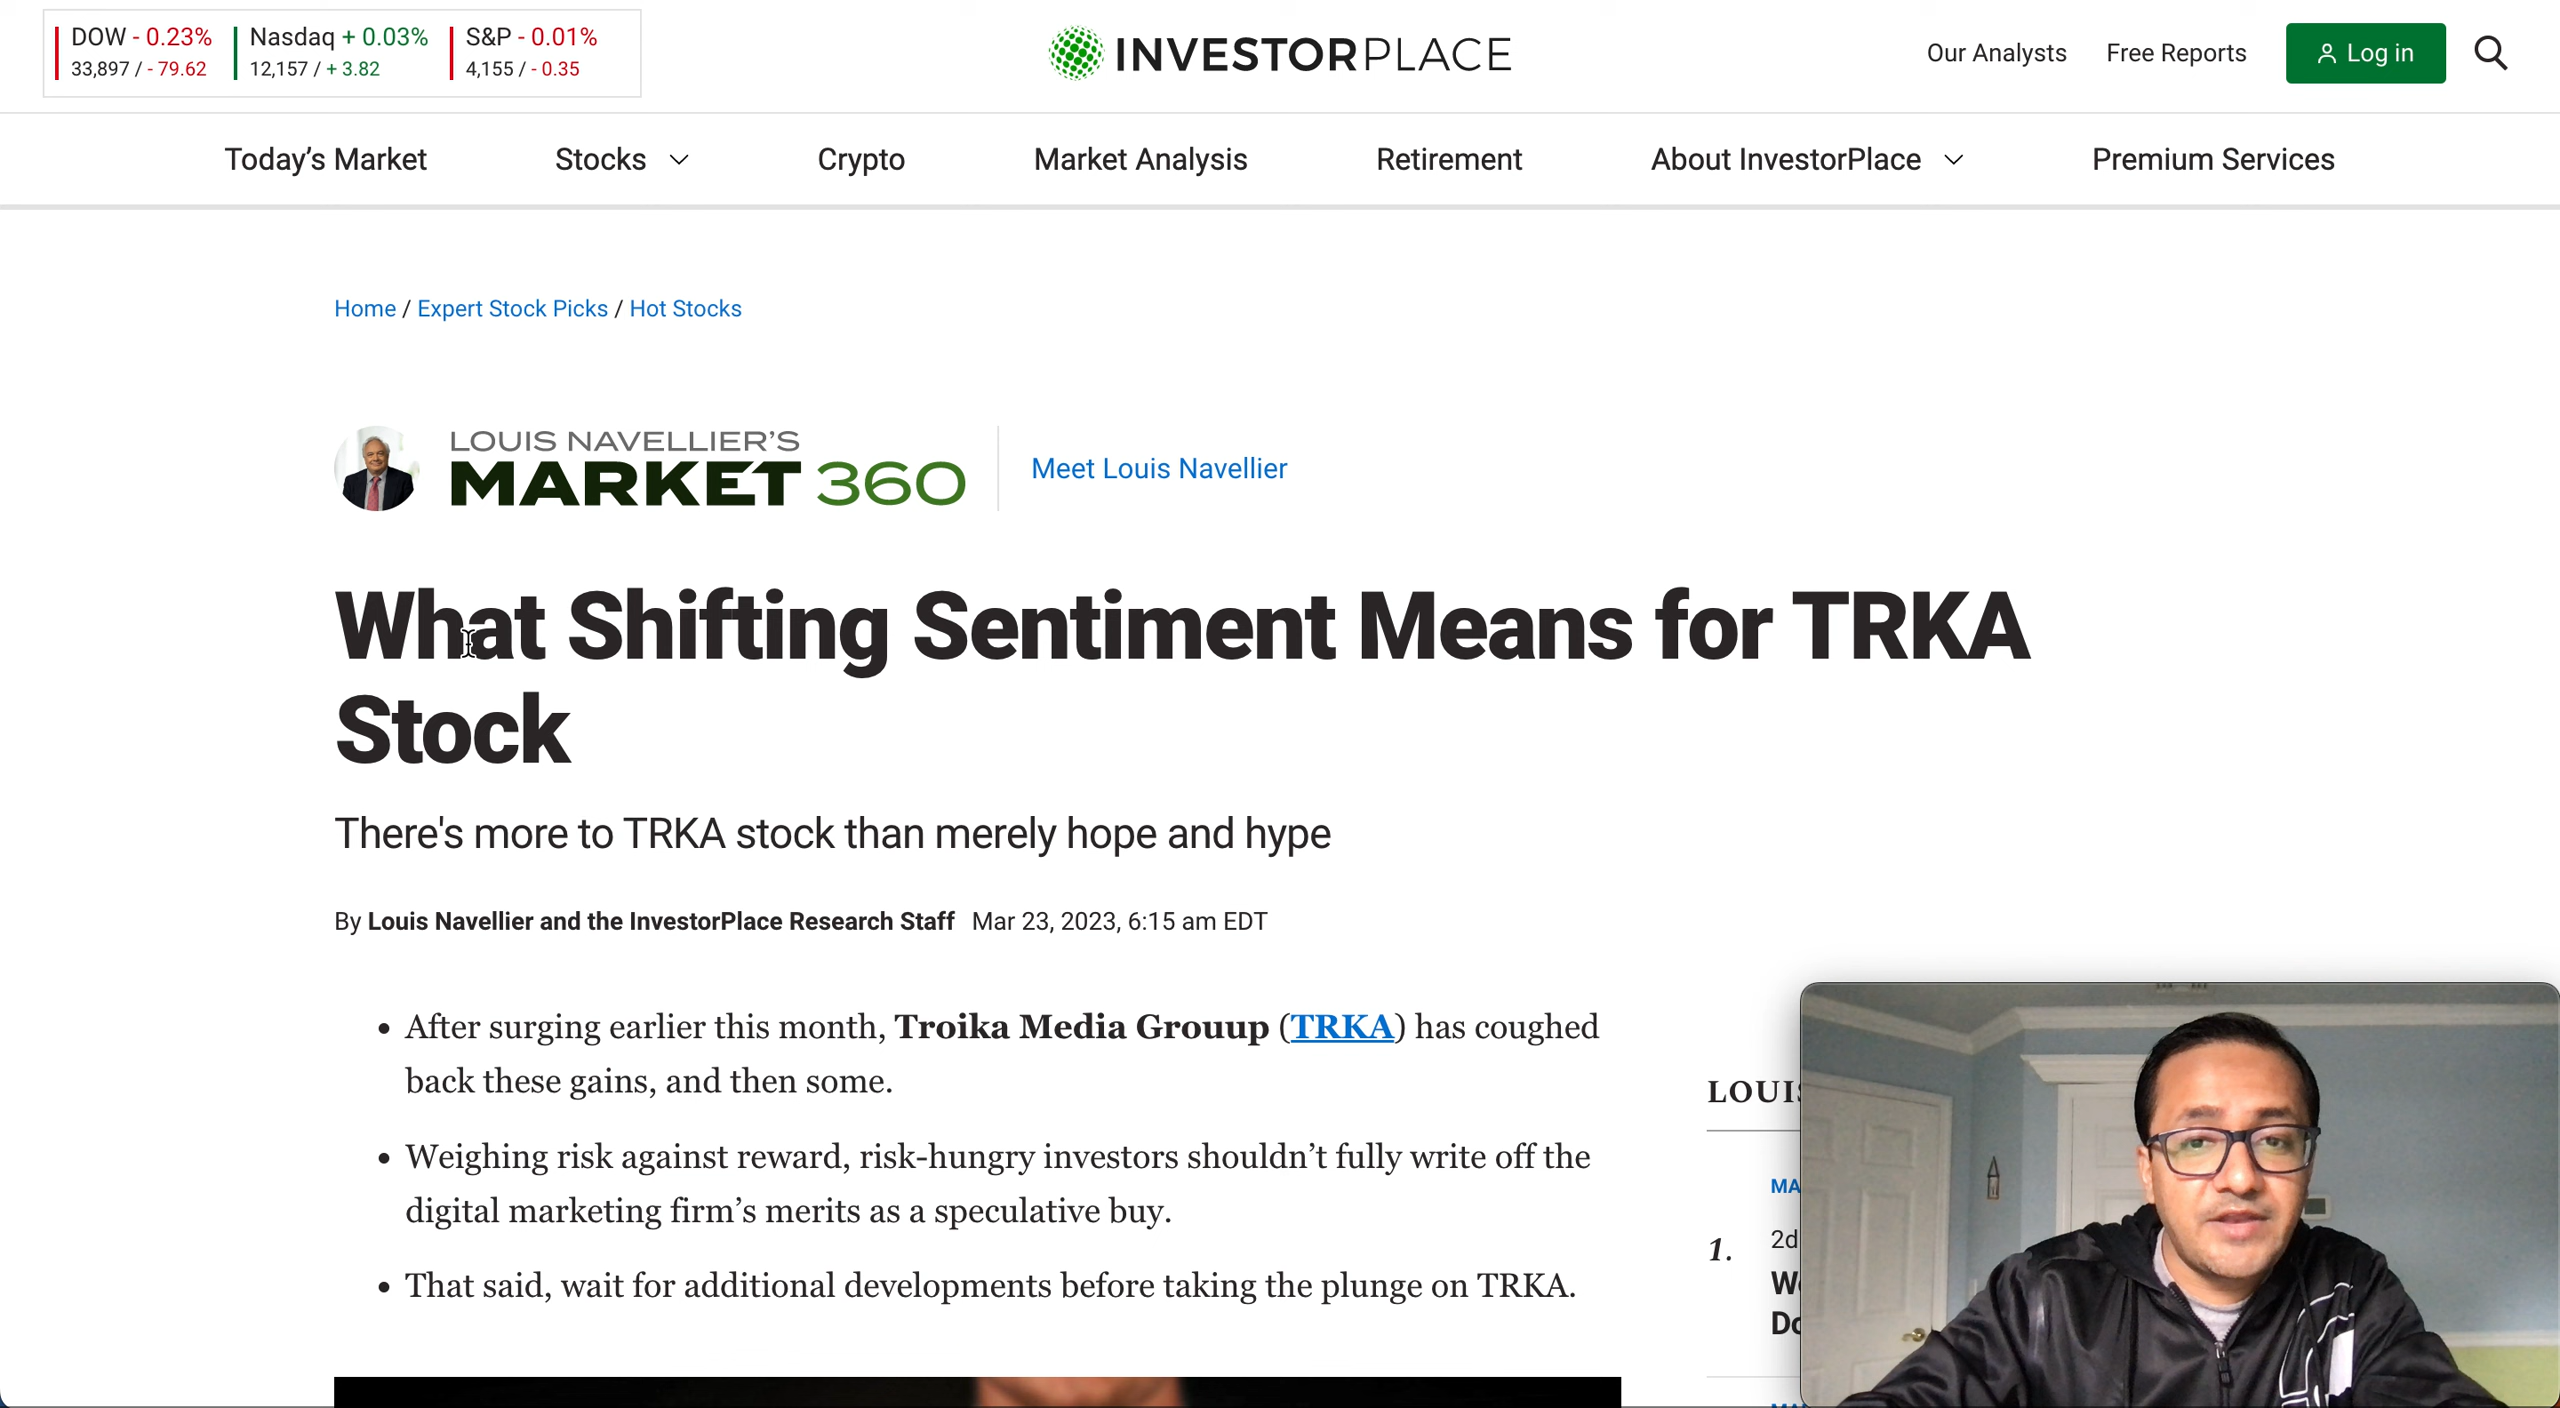 DOW - 0.23%
33,897 / - 79.62
Nasdaq + 0.03%
12,157 / + 3.82
S&P - 0.01%
4,155 / - 0.35
INVESTORPLACE
Our Analysts
Free Reports
Log in
Today's Market
Stocks
Crypto
Market Analysis
Retirement
About InvestorPlace
Premium Services
Home / Expert Stock Picks / Hot Stocks
LOUIS NAVELLIER'S
MARKET 360
Meet Louis Navellier
What Shifting Sentiment Means for TRKA
Stock
There's more to TRKA stock than merely hope and hype
By Louis Navellier and the InvestorPlace Research Staff Mar 23, 2023, 6:15 am EDT
• After surging earlier this month, Troika Media Grouup (TRKA) has coughed
back these gains, and then some.
• Weighing risk against reward, risk-hungry investors shouldn’t fully write off the
digital marketing firm’s merits as a speculative buy.
• That said, wait for additional developments before taking the plunge on TRKA.
LOUIS
MA
1.
2d
Do